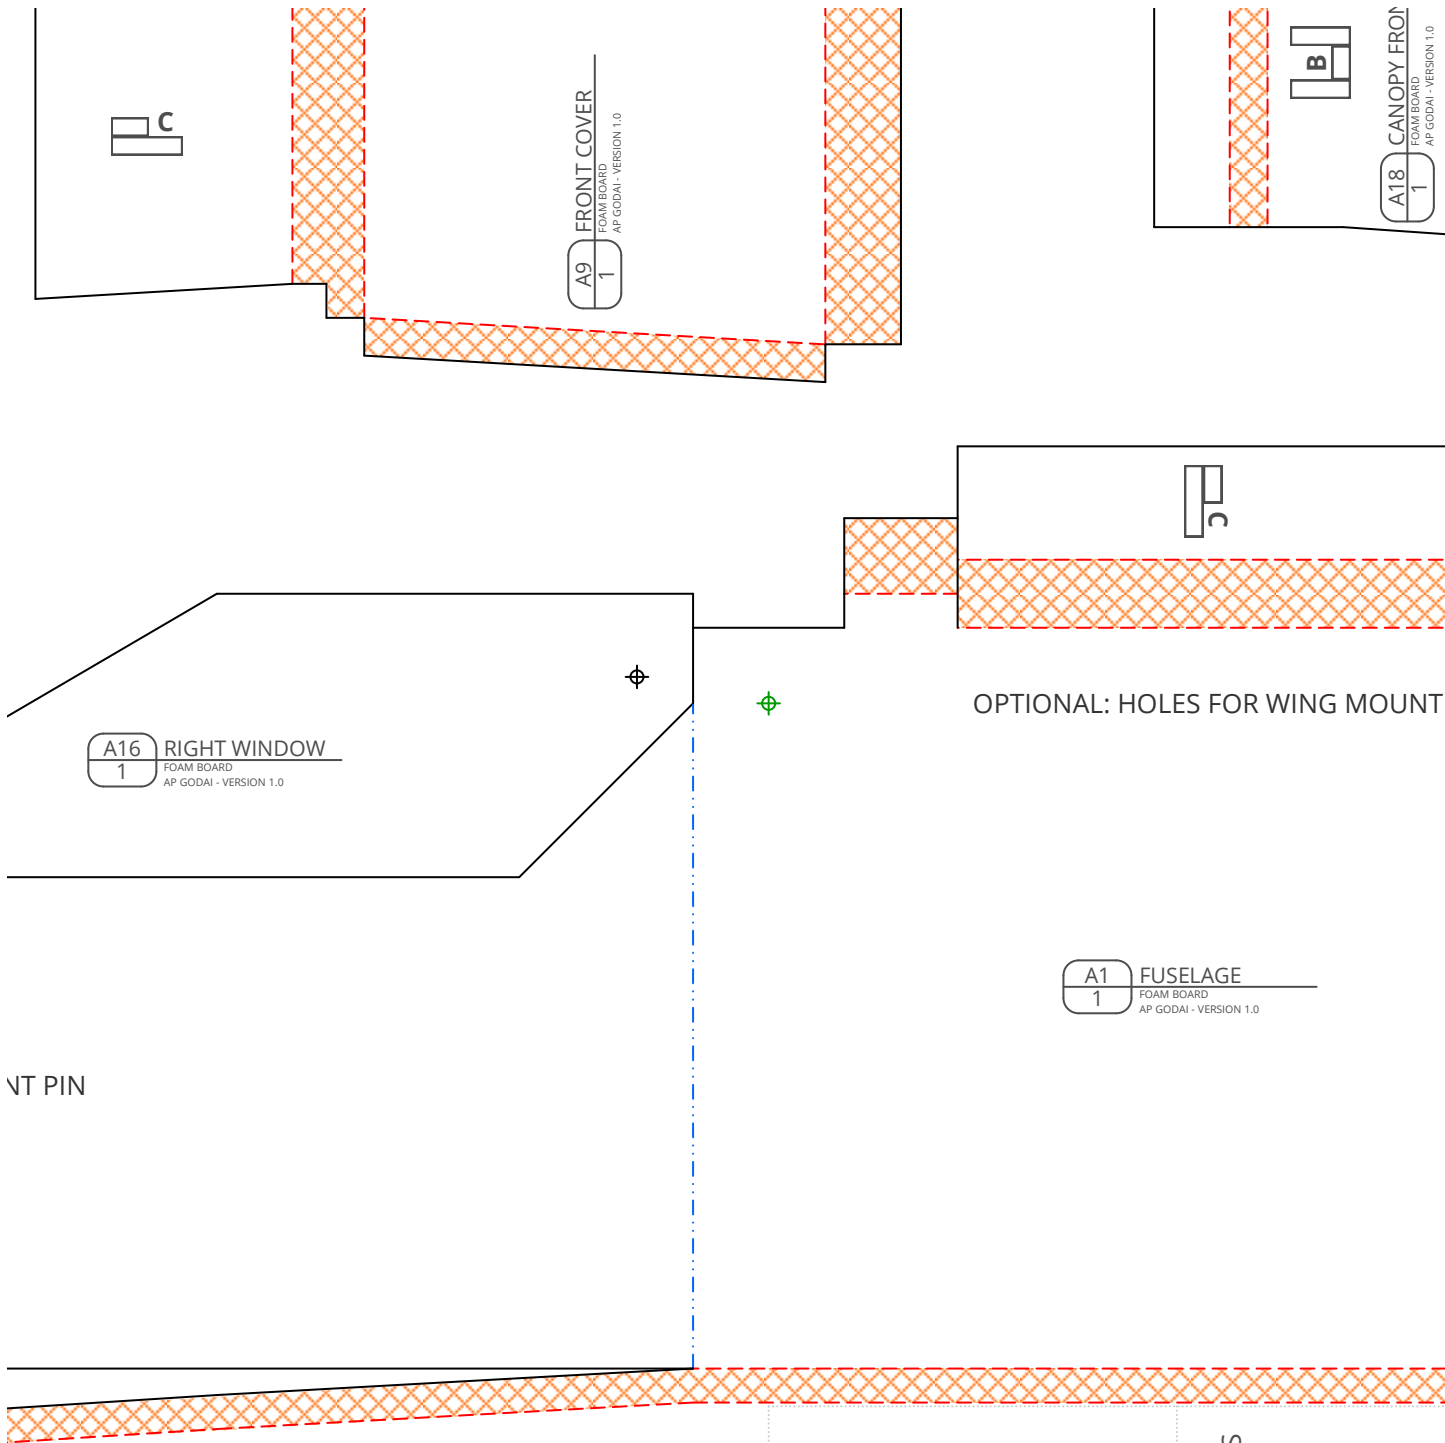 C
A9
1
FRONT COVER
FOAM BOARD
AP GODAI - VERSION 1.0
B
A18
1
CANOPY FRON
FOAM BOARD
AP GODAI - VERSION 1.0
C
OPTIONAL: HOLES FOR WING MOUNT
A16
1
RIGHT WINDOW
FOAM BOARD
AP GODAI - VERSION 1.0
A1
1
FUSELAGE
FOAM BOARD
AP GODAI - VERSION 1.0
NT PIN